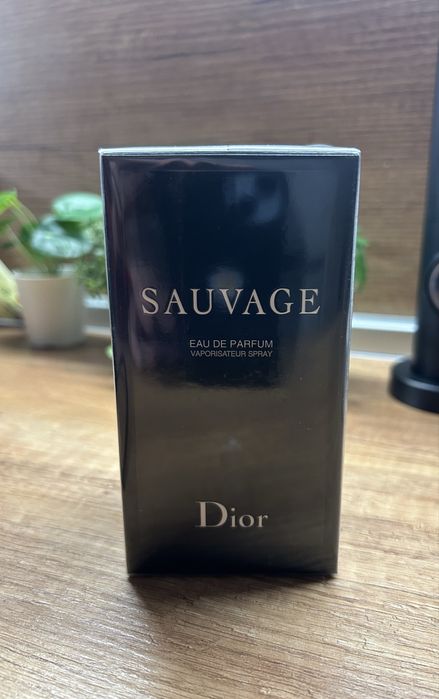 SAUVAGE
EAU DE PARFUM
VAPORISATEUR SPRAY
Dior